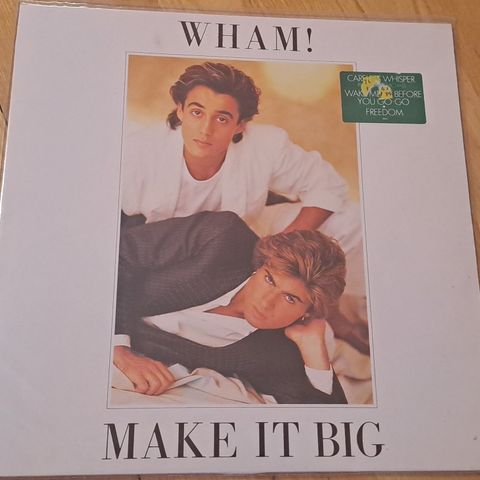 WHAM!
CARELESS WHISPER
WAKE ME UP BEFORE
YOU GO GO
FREEDOM
MAKE IT BIG